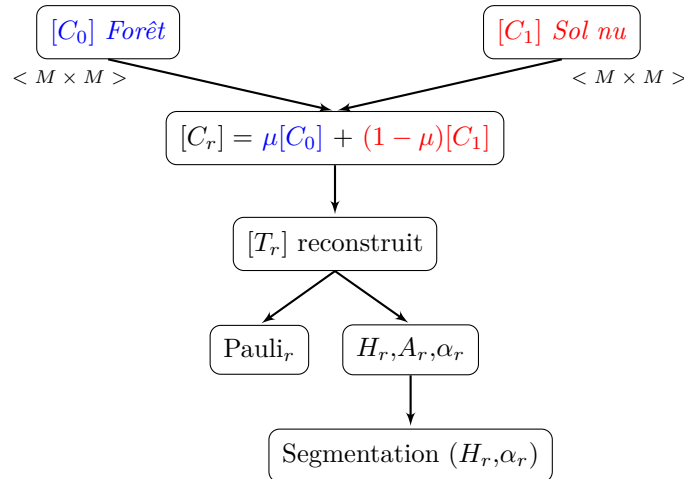 [C₀] Forêt [C₁] Sol nu
< M × M > < M × M >
[Cᵣ] = μ[C₀] + (1 − μ)[C₁]
[Tᵣ] reconstruit
Pauliᵣ Hᵣ,Aᵣ,αᵣ
Segmentation (Hᵣ,αᵣ)